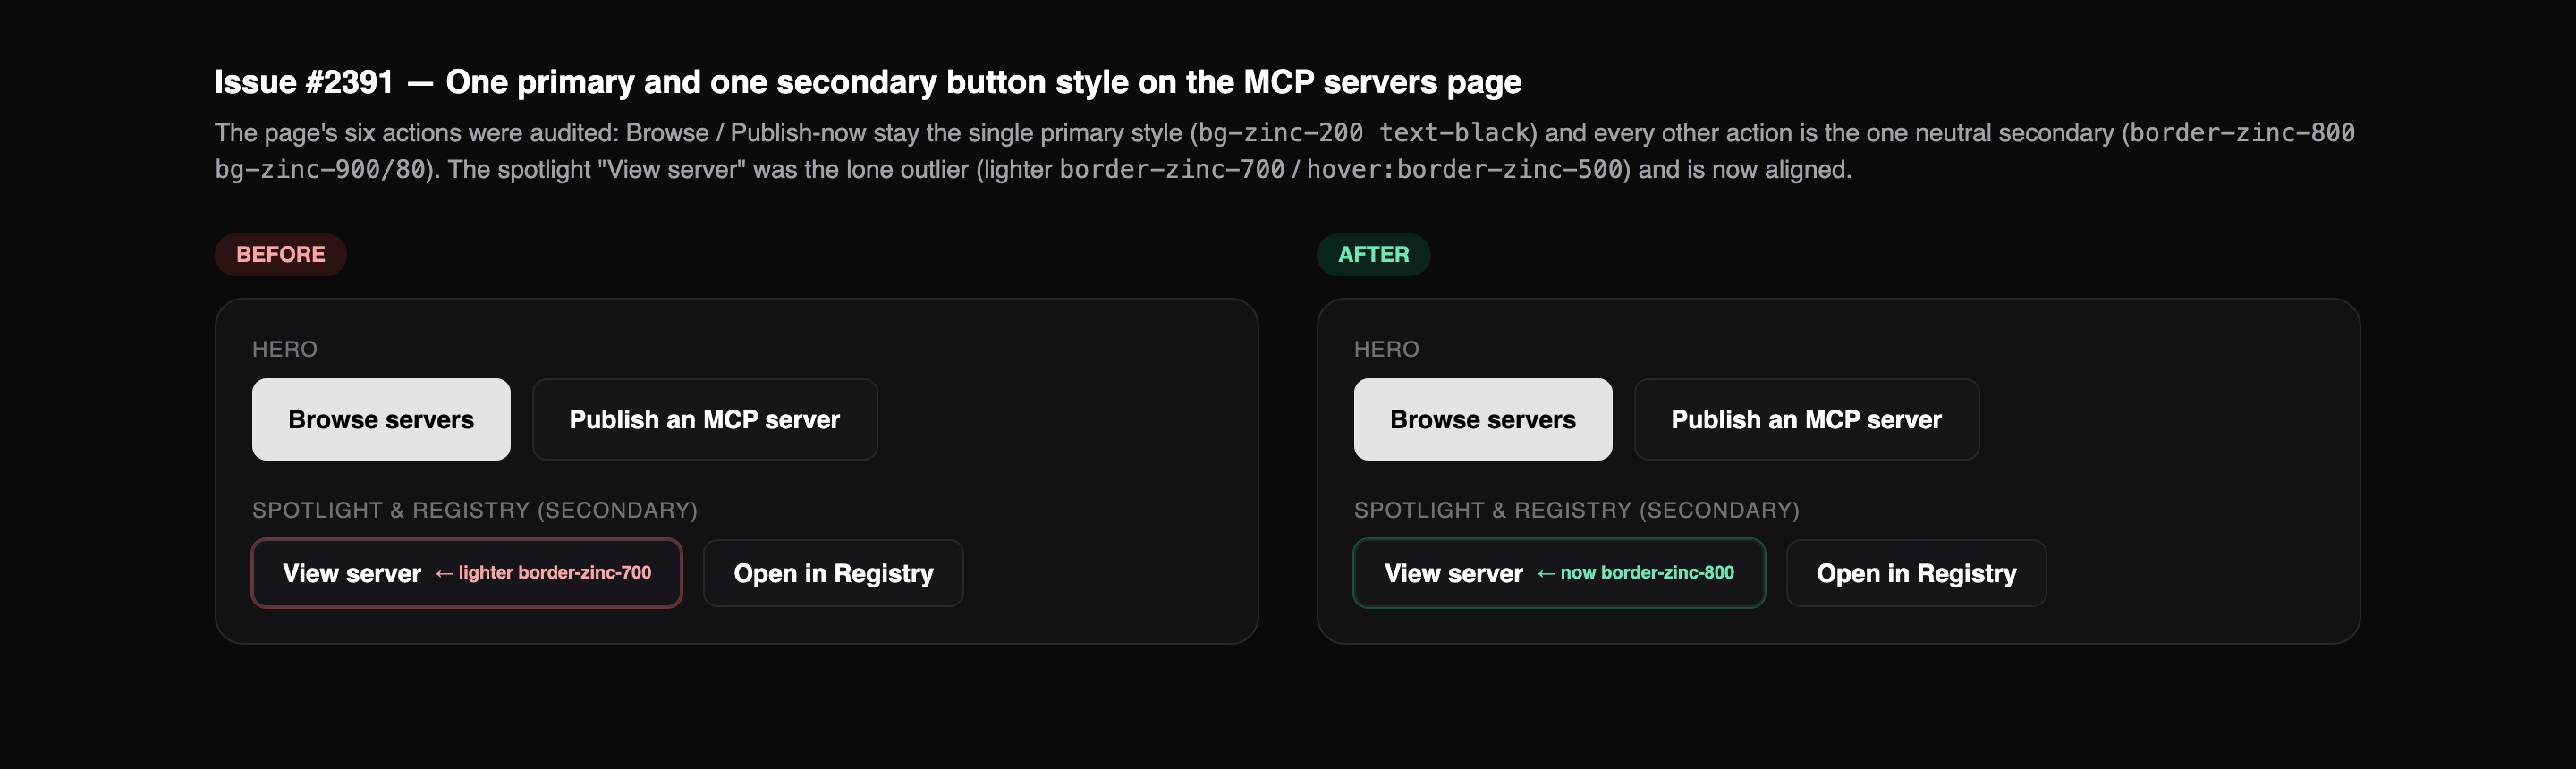 Issue #2391 — One primary and one secondary button style on the MCP servers page
The page's six actions were audited: Browse / Publish-now stay the single primary style (bg-zinc-200 text-black) and every other action is the one neutral secondary (border-zinc-800
bg-zinc-900/80). The spotlight "View server" was the lone outlier (lighter border-zinc-700 / hover:border-zinc-500) and is now aligned.
BEFORE
HERO
Browse servers
Publish an MCP server
SPOTLIGHT & REGISTRY (SECONDARY)
View server ← lighter border-zinc-700
Open in Registry
AFTER
HERO
Browse servers
Publish an MCP server
SPOTLIGHT & REGISTRY (SECONDARY)
View server ← now border-zinc-800
Open in Registry